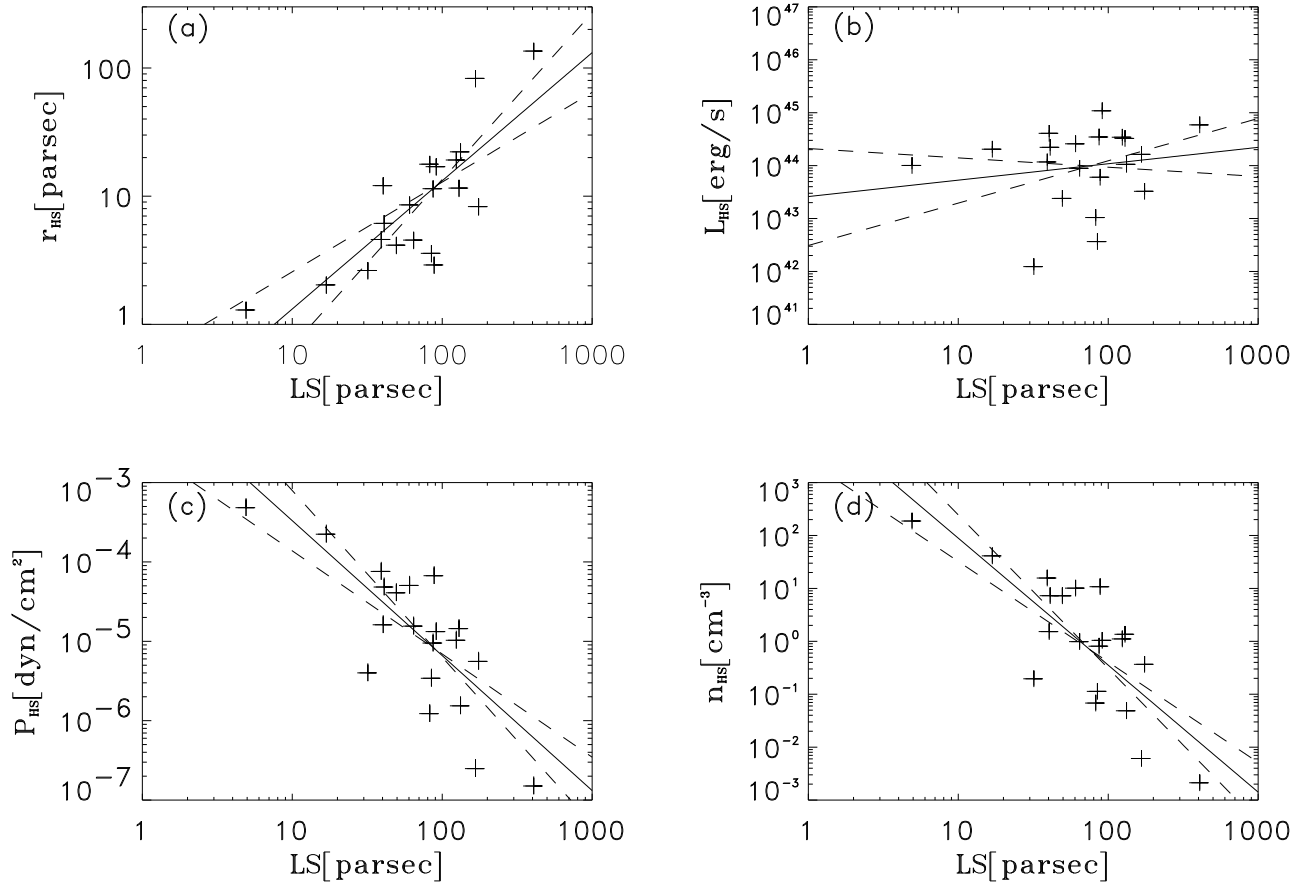 (a)
r_HS[parsec]
100
10
1
1 10 100 1000
LS[parsec]
(b)
L_HS[erg/s]
10^47
10^46
10^45
10^44
10^43
10^42
10^41
1 10 100 1000
LS[parsec]
(c)
P_HS[dyn/cm²]
10^-3
10^-4
10^-5
10^-6
10^-7
1 10 100 1000
LS[parsec]
(d)
n_HS[cm^-3]
10^3
10^2
10^1
10^0
10^-1
10^-2
10^-3
1 10 100 1000
LS[parsec]